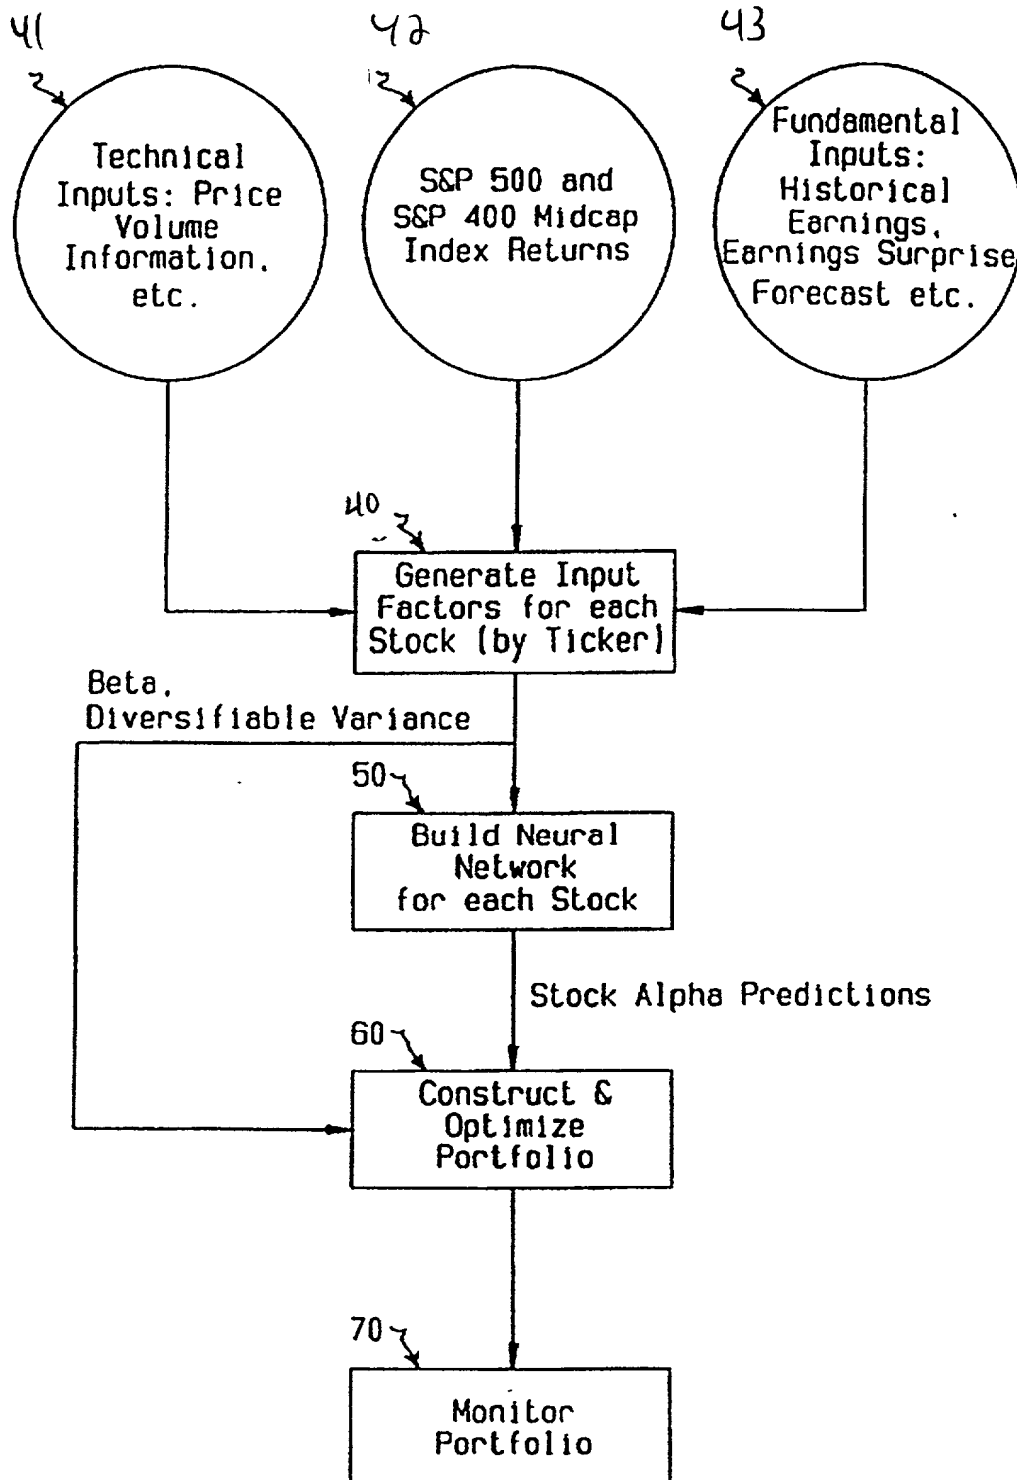 41
42
43
Technical
Inputs: Price
Volume
Information,
etc.
S&P 500 and
S&P 400 Midcap
Index Returns
Fundamental
Inputs:
Historical
Earnings,
Earnings Surprise
Forecast etc.
40
Generate Input
Factors for each
Stock (by Ticker)
Beta,
Diversifiable Variance
50
Build Neural
Network
for each Stock
Stock Alpha Predictions
60
Construct &
Optimize
Portfolio
70
Monitor
Portfolio